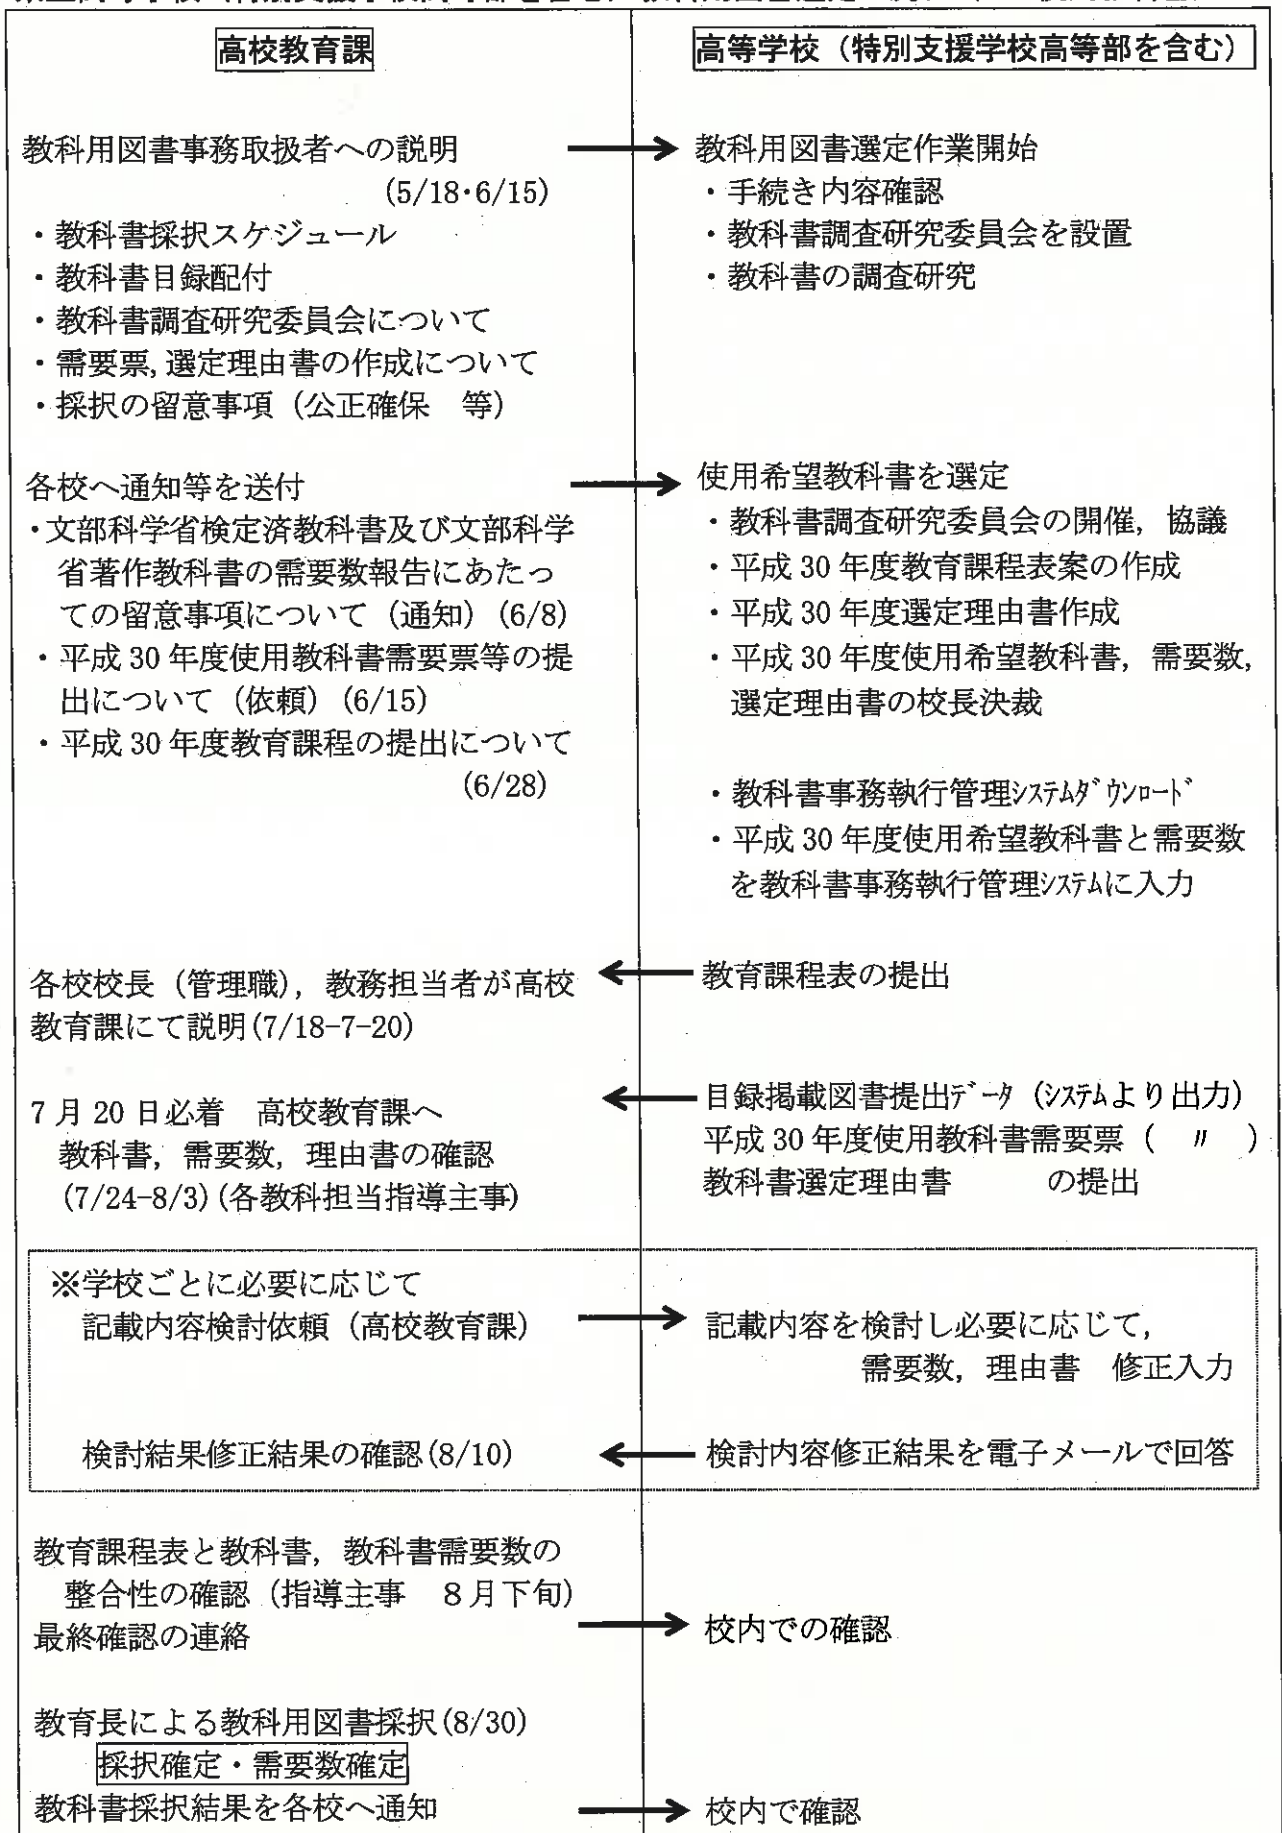 高校教育課
高等学校（特別支援学校高等部を含む）
教科用図書事務取扱者への説明
(5/18･6/15)
・教科書採択スケジュール
・教科書目録配付
・教科書調査研究委員会について
・需要票,選定理由書の作成について
・採択の留意事項（公正確保　等）
教科用図書選定作業開始
・手続き内容確認
・教科書調査研究委員会を設置
・教科書の調査研究
各校へ通知等を送付
・文部科学省検定済教科書及び文部科学
省著作教科書の需要数報告にあたっ
ての留意事項について（通知）(6/8)
・平成 30 年度使用教科書需要票等の提
出について（依頼）(6/15)
・平成 30 年度教育課程の提出について
(6/28)
使用希望教科書を選定
・教科書調査研究委員会の開催，協議
・平成 30 年度教育課程表案の作成
・平成 30 年度選定理由書作成
・平成 30 年度使用希望教科書，需要数，
選定理由書の校長決裁
・教科書事務執行管理ｼｽﾃﾑﾀﾞｳﾝﾛｰﾄﾞ
・平成 30 年度使用希望教科書と需要数
を教科書事務執行管理ｼｽﾃﾑに入力
各校校長（管理職），教務担当者が高校
教育課にて説明(7/18-7-20)
教育課程表の提出
7 月 20 日必着　高校教育課へ
教科書，需要数，理由書の確認
(7/24-8/3)(各教科担当指導主事)
目録掲載図書提出ﾃﾞｰﾀ（ｼｽﾃﾑより出力）
平成 30 年度使用教科書需要票（　〃　）
教科書選定理由書　　　の提出
※学校ごとに必要に応じて
記載内容検討依頼（高校教育課）
記載内容を検討し必要に応じて，
需要数，理由書　修正入力
検討結果修正結果の確認(8/10)
検討内容修正結果を電子メールで回答
教育課程表と教科書，教科書需要数の
整合性の確認（指導主事　８月下旬）
最終確認の連絡
校内での確認
教育長による教科用図書採択(8/30)
採択確定・需要数確定
教科書採択結果を各校へ通知
校内で確認